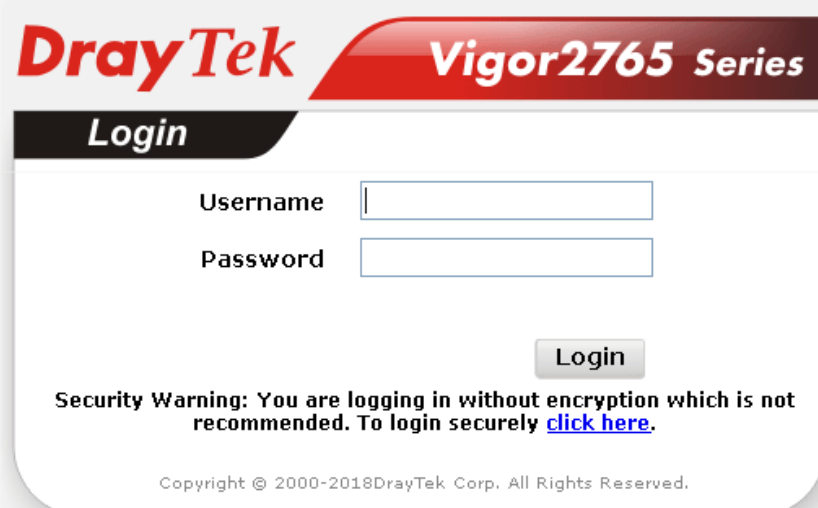 DrayTek Vigor2765 Series
Login
Username
Password
Login
Security Warning: You are logging in without encryption which is not
recommended. To login securely click here.
Copyright © 2000-2018DrayTek Corp. All Rights Reserved.